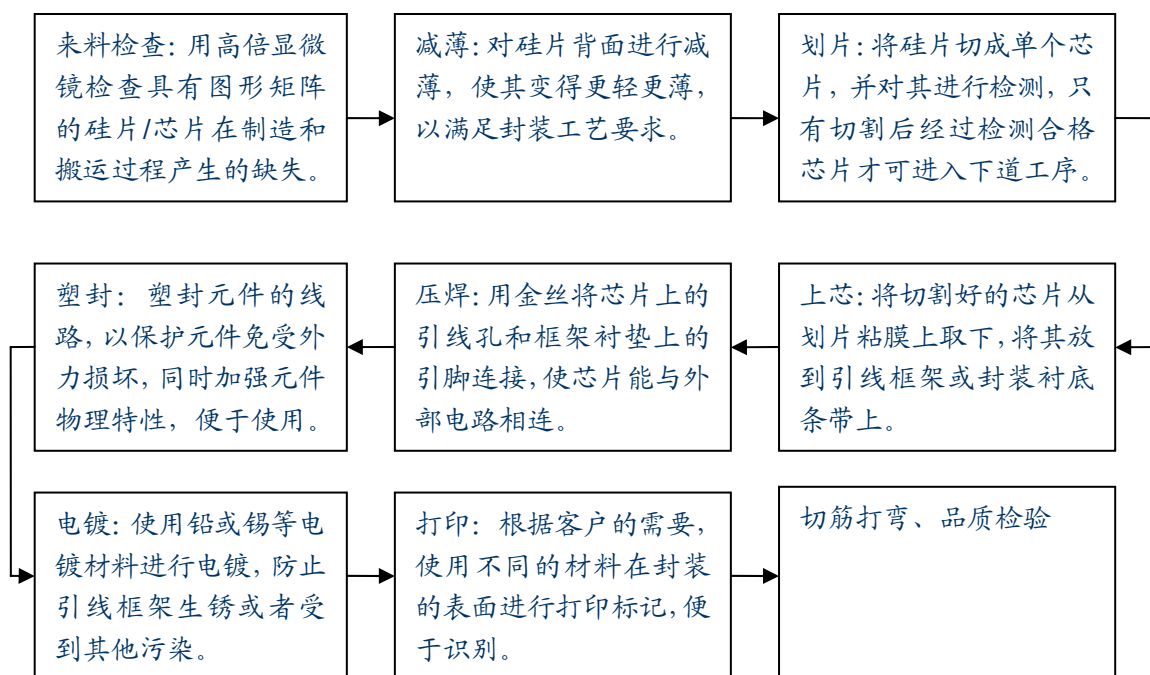 来料检查：用高倍显微
镜检查具有图形矩阵
的硅片/芯片在制造和
搬运过程产生的缺失。
减薄：对硅片背面进行减
薄，使其变得更轻更薄，
以满足封装工艺要求。
划片：将硅片切成单个芯
片，并对其进行检测，只
有切割后经过检测合格
芯片才可进入下道工序。
上芯：将切割好的芯片从
划片粘膜上取下，将其放
到引线框架或封装衬底
条带上。
压焊：用金丝将芯片上的
引线孔和框架衬垫上的
引脚连接，使芯片能与外
部电路相连。
塑封：塑封元件的线
路，以保护元件免受外
力损坏，同时加强元件
物理特性，便于使用。
电镀：使用铅或锡等电
镀材料进行电镀，防止
引线框架生锈或者受
到其他污染。
打印：根据客户的需要，
使用不同的材料在封装
的表面进行打印标记，便
于识别。
切筋打弯、品质检验